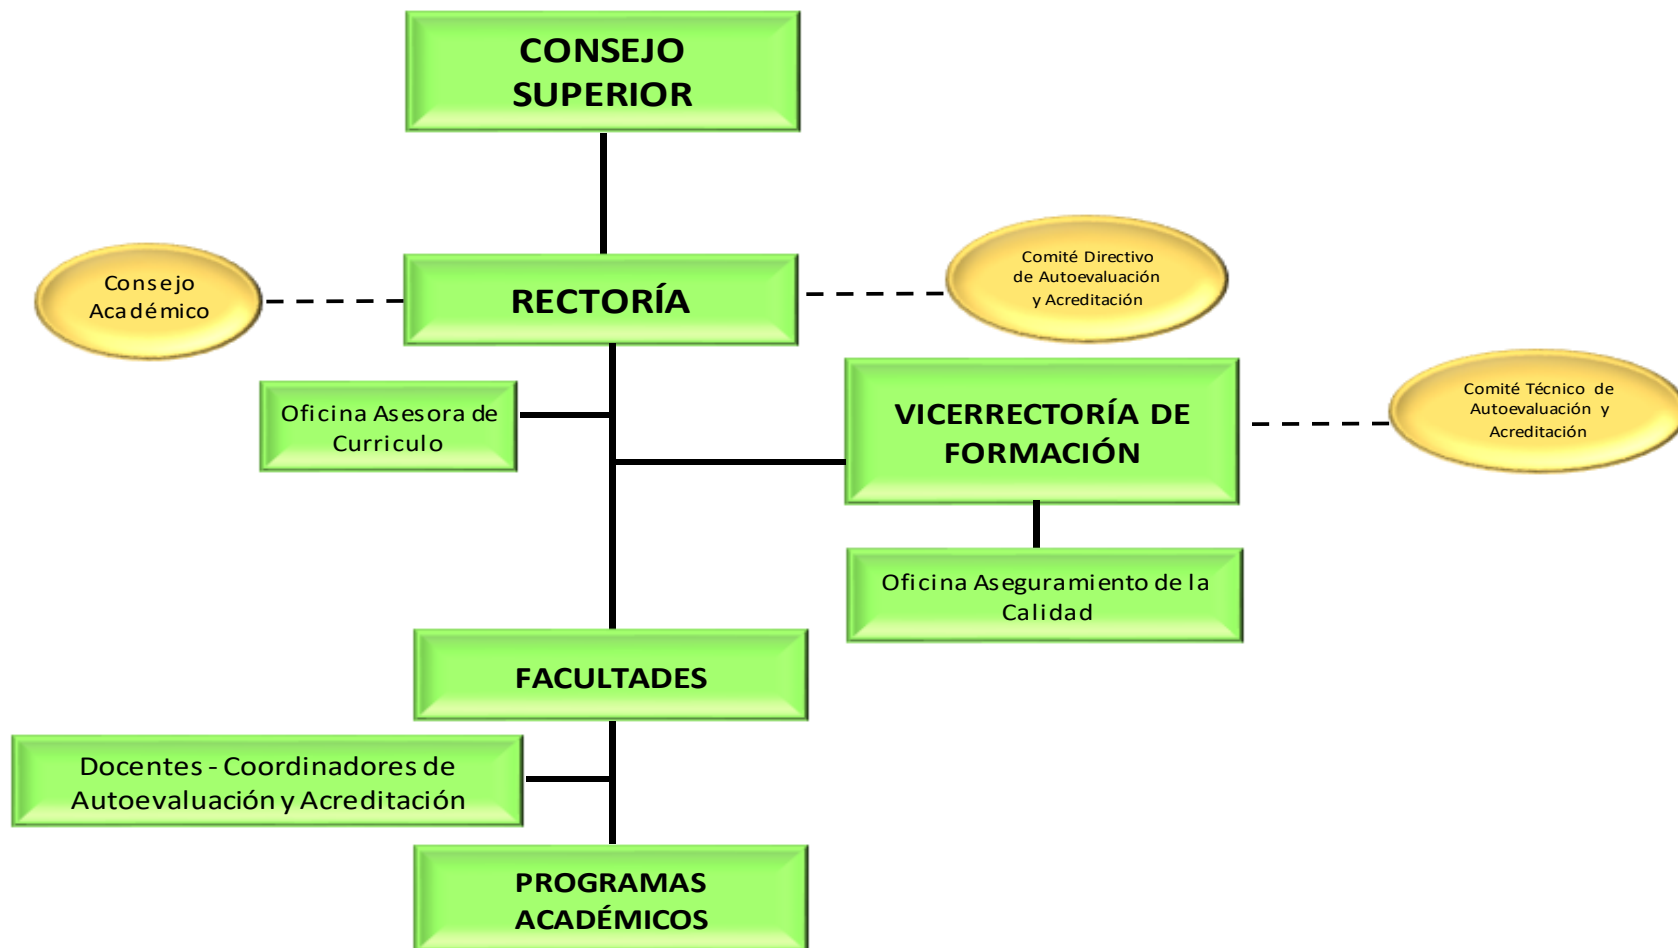 CONSEJO
SUPERIOR
Consejo
Académico
RECTORÍA
Comité Directivo
de Autoevaluación
y Acreditación
Oficina Asesora de
Curriculo
VICERRECTORÍA DE
FORMACIÓN
Comité Técnico de
Autoevaluación y
Acreditación
Oficina Aseguramiento de la
Calidad
FACULTADES
Docentes - Coordinadores de
Autoevaluación y Acreditación
PROGRAMAS
ACADÉMICOS